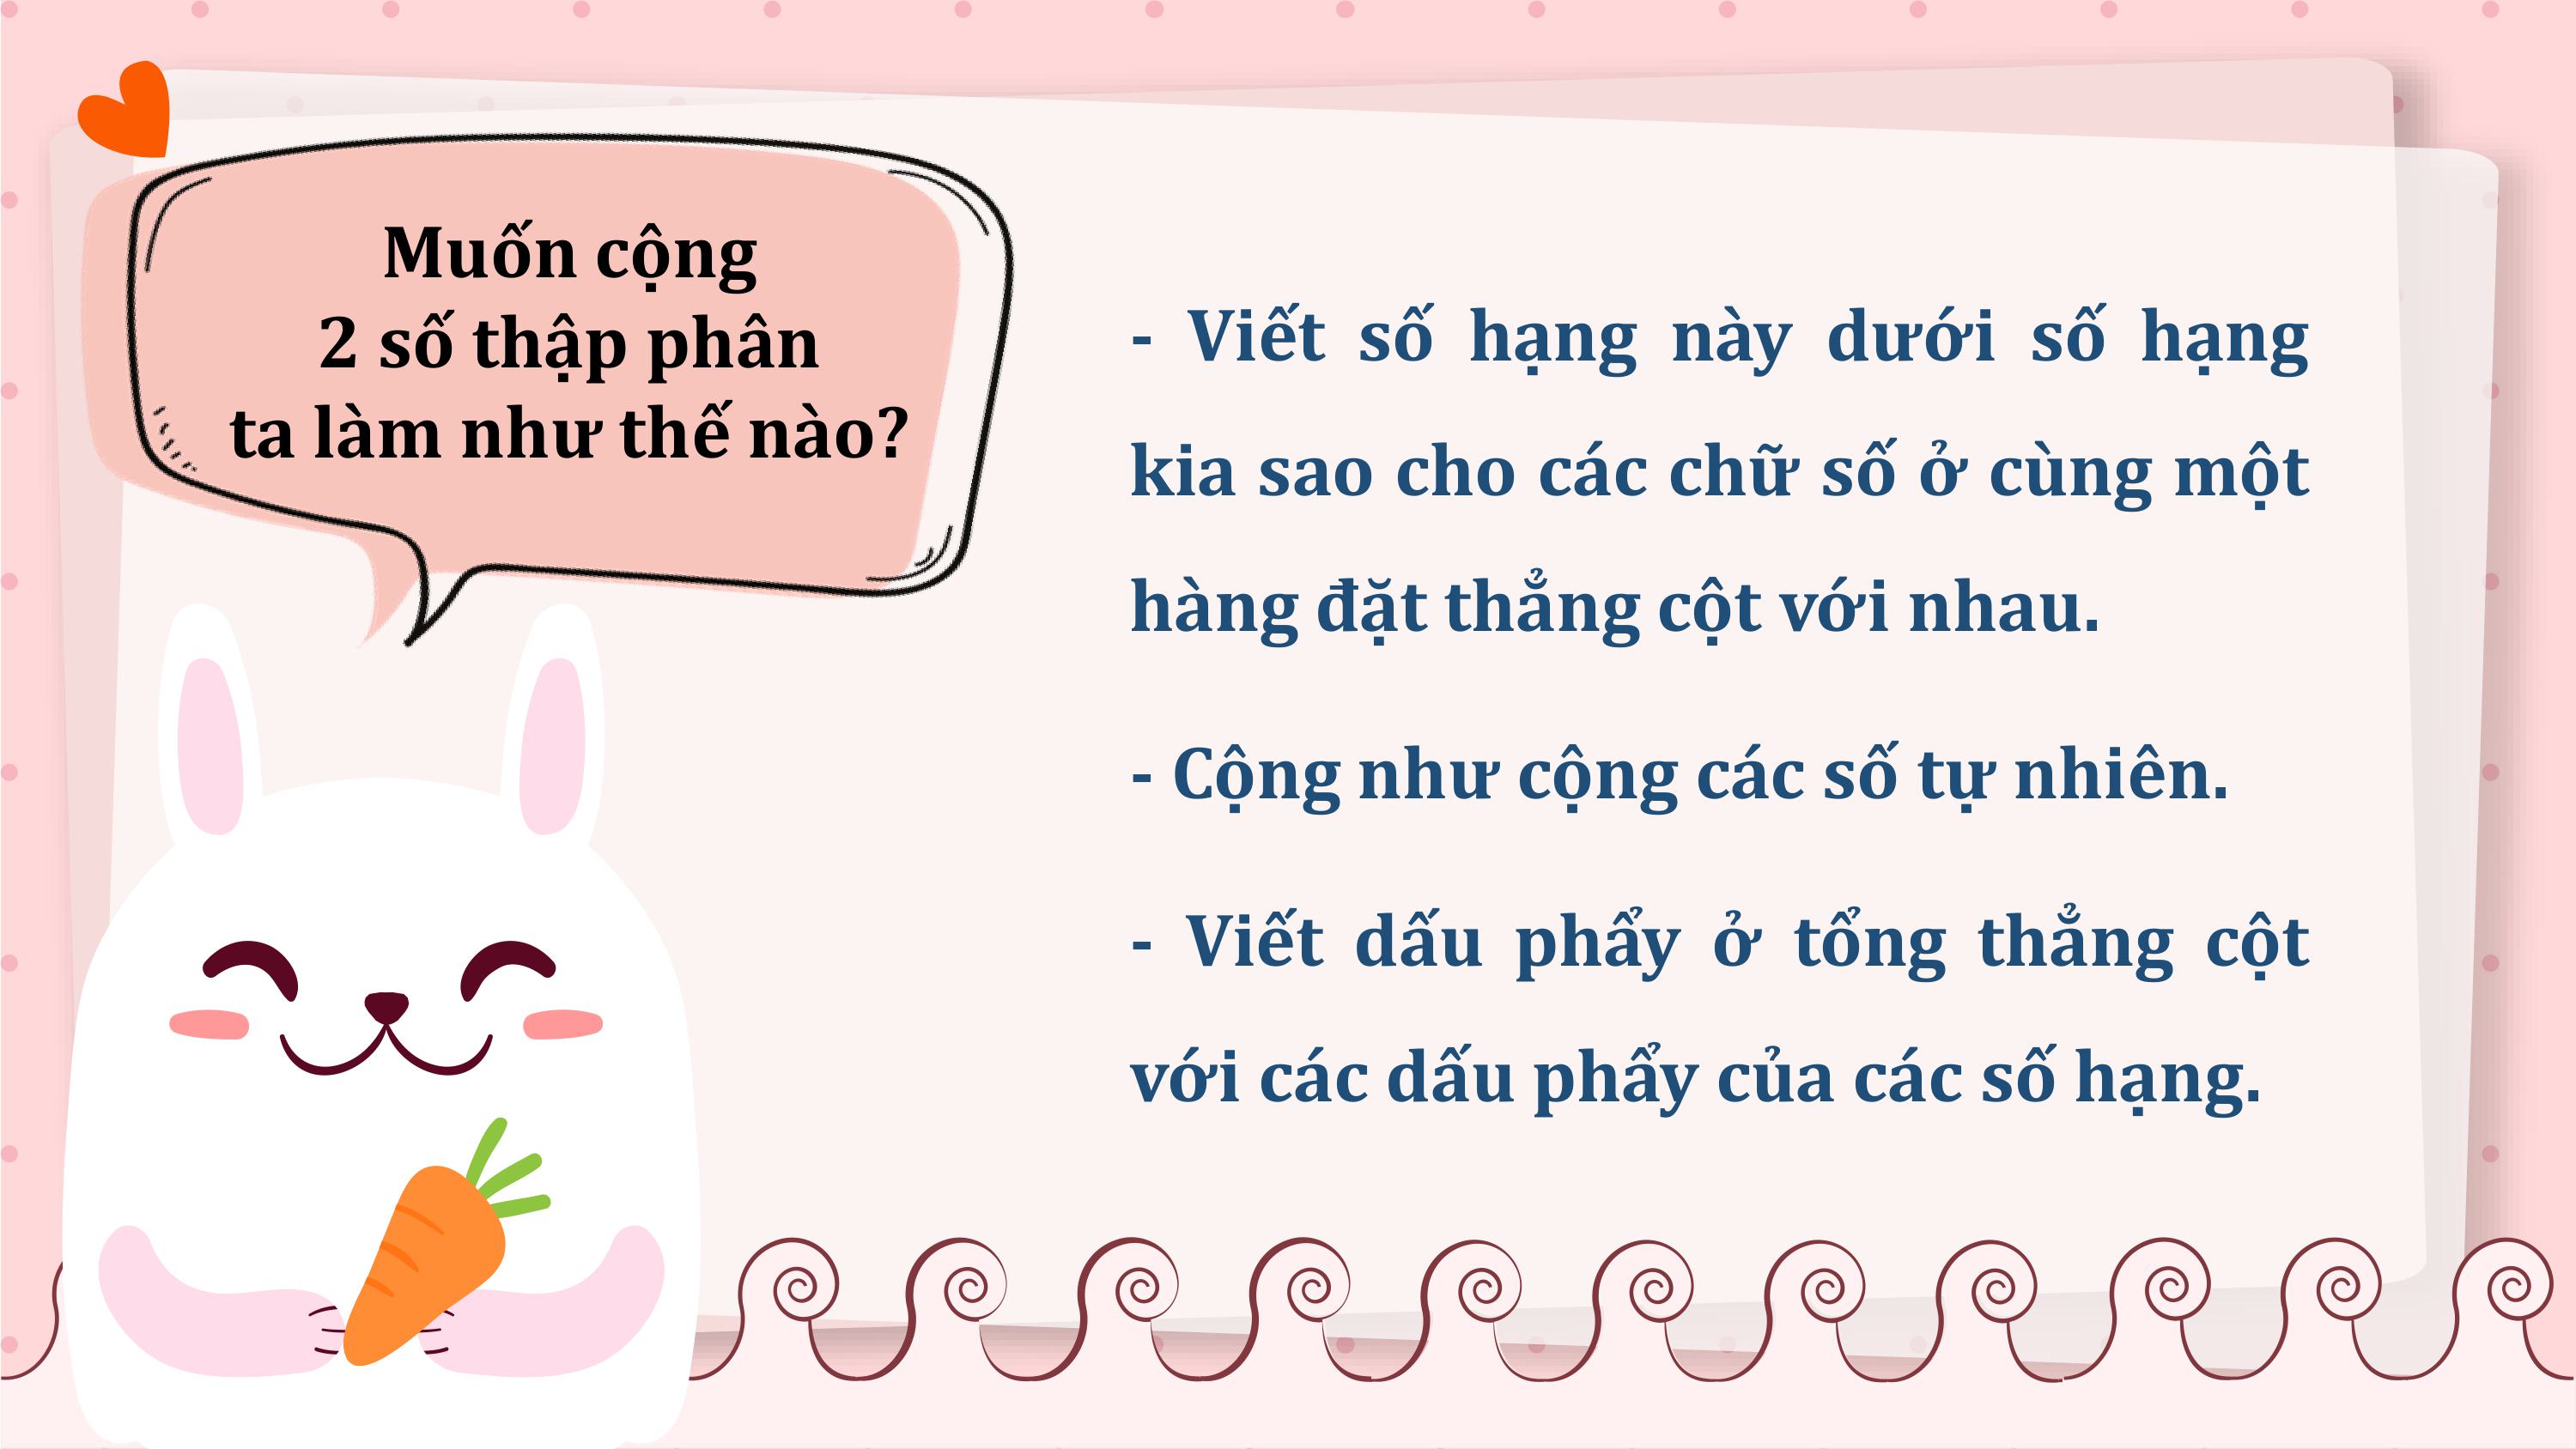 Muốn cộng
2 số thập phân
ta làm như thế nào?
- Viết số hạng này dưới số hạng
kia sao cho các chữ số ở cùng một
hàng đặt thẳng cột với nhau.
- Cộng như cộng các số tự nhiên.
- Viết dấu phẩy ở tổng thẳng cột
với các dấu phẩy của các số hạng.